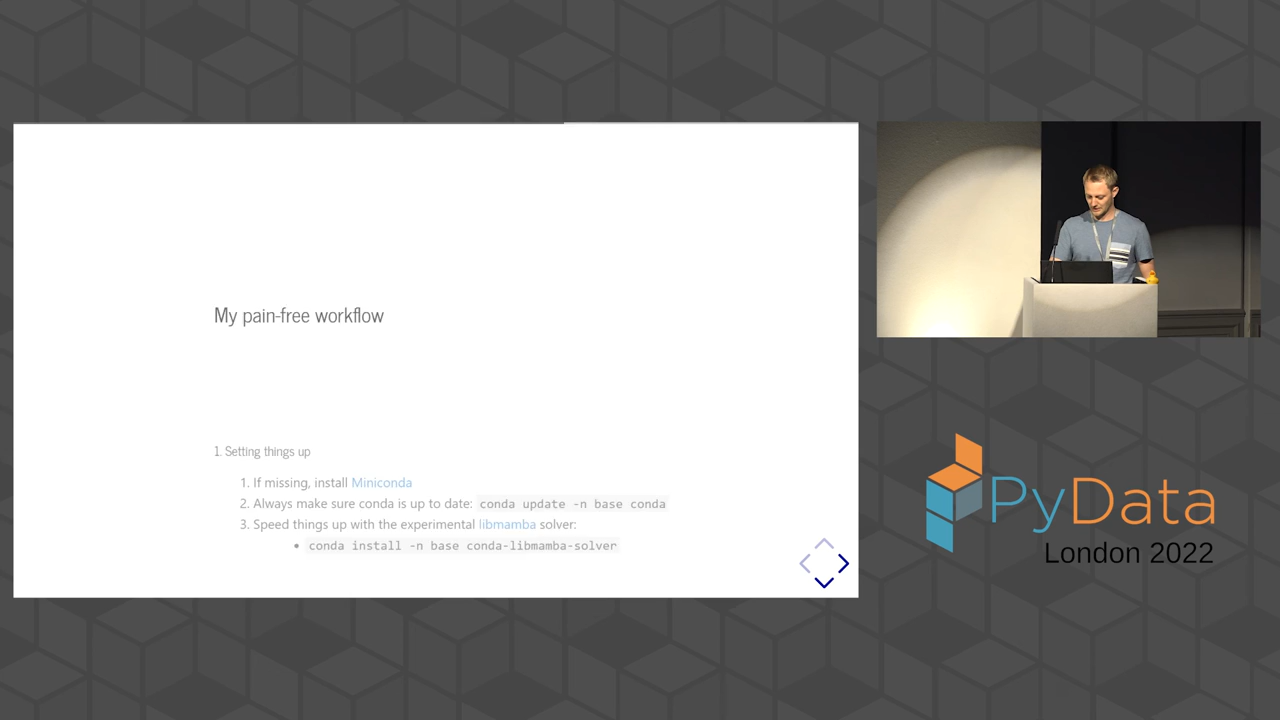 My pain-free workflow
1. Setting things up
1. If missing, install Miniconda
2. Always make sure conda is up to date: conda update -n base conda
3. Speed things up with the experimental libmamba solver:
• conda install -n base conda-libmamba-solver
PyData
London 2022